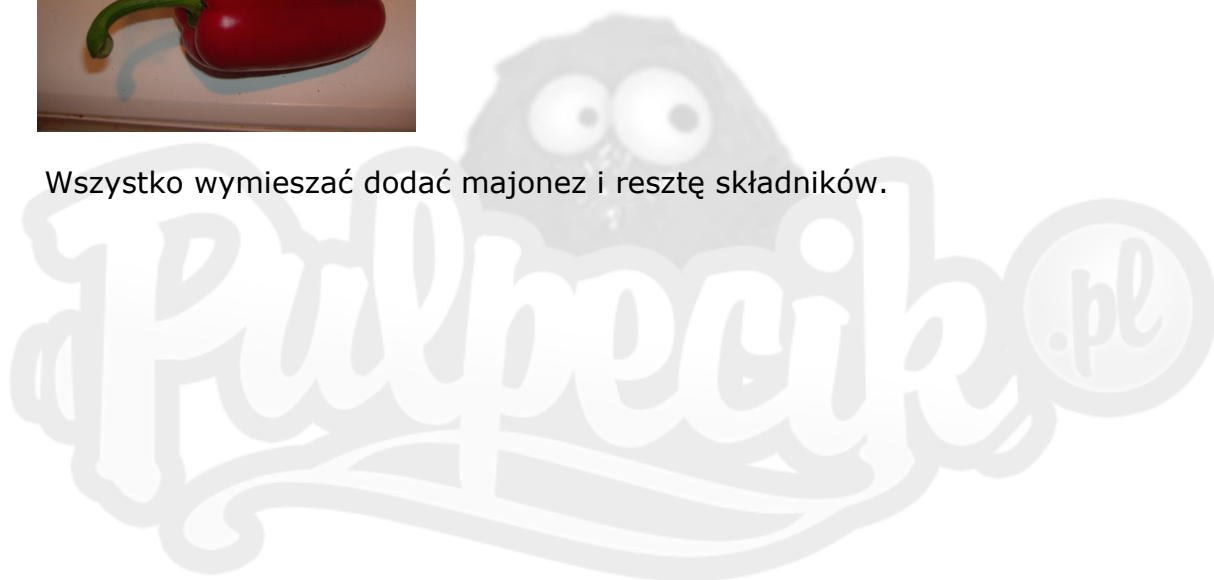 Wszystko wymieszać dodać majonez i resztę składników.
Pulpecik .pl